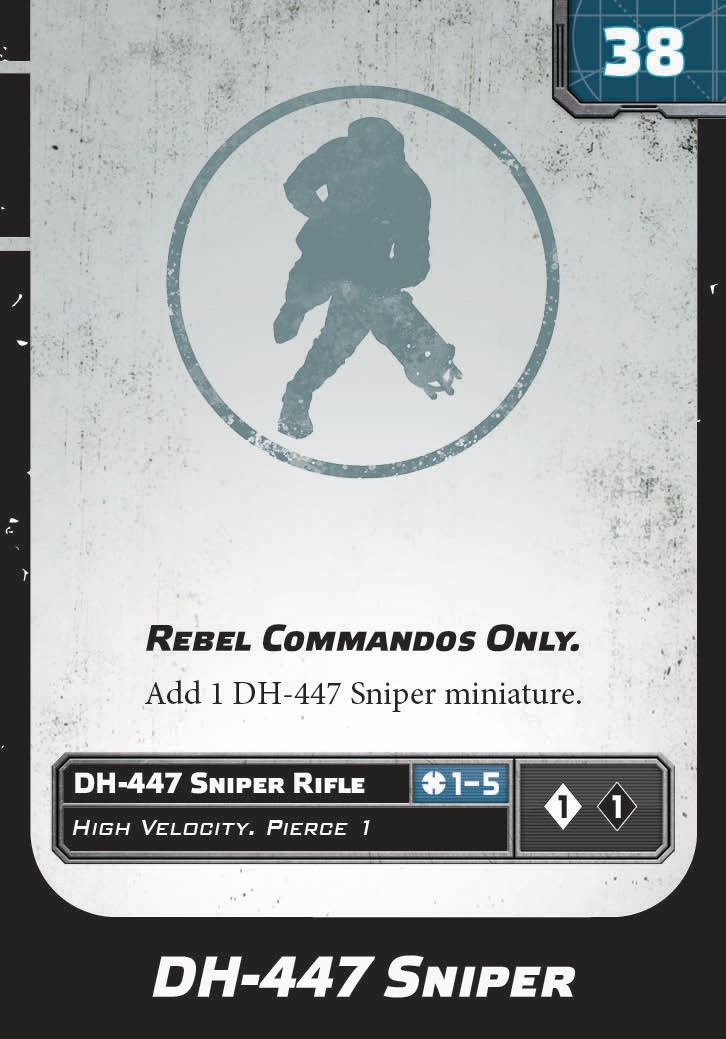 38
Rebel Commandos Only.
Add 1 DH-447 Sniper miniature.
DH-447 Sniper Rifle 1-5
High Velocity. Pierce 1
1 1
DH-447 Sniper